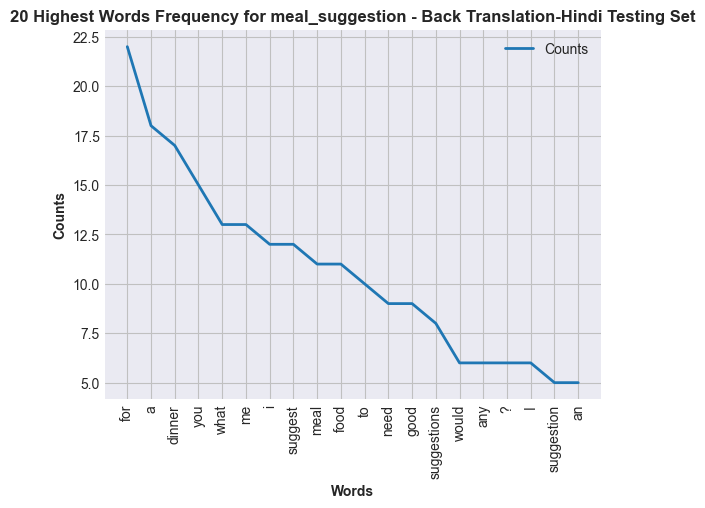 20 Highest Words Frequency for meal_suggestion - Back Translation-Hindi Testing Set
Counts
22.5
20.0
17.5
15.0
12.5
10.0
7.5
5.0
Counts
for
a
dinner
you
what
me
i
suggest
meal
food
to
need
good
suggestions
would
any
?
I
suggestion
an
Words